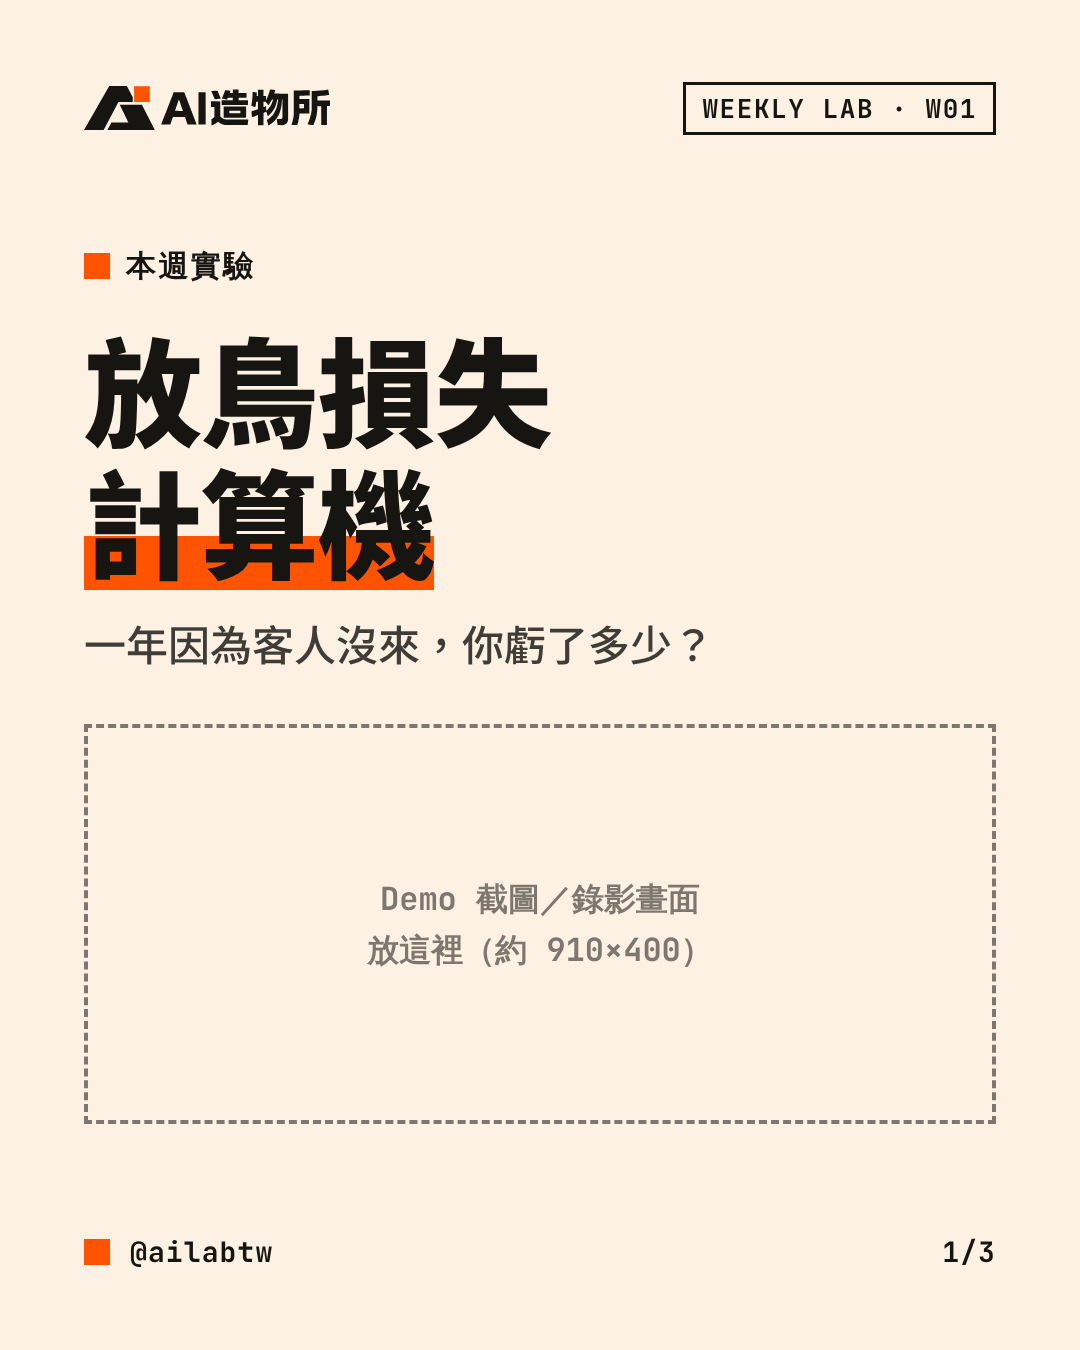 AI造物所
WEEKLY LAB · W01
本週實驗
放鳥損失
計算機
一年因為客人沒來，你虧了多少？
Demo 截圖／錄影畫面
放這裡（約 910×400）
@ailabtw
1/3